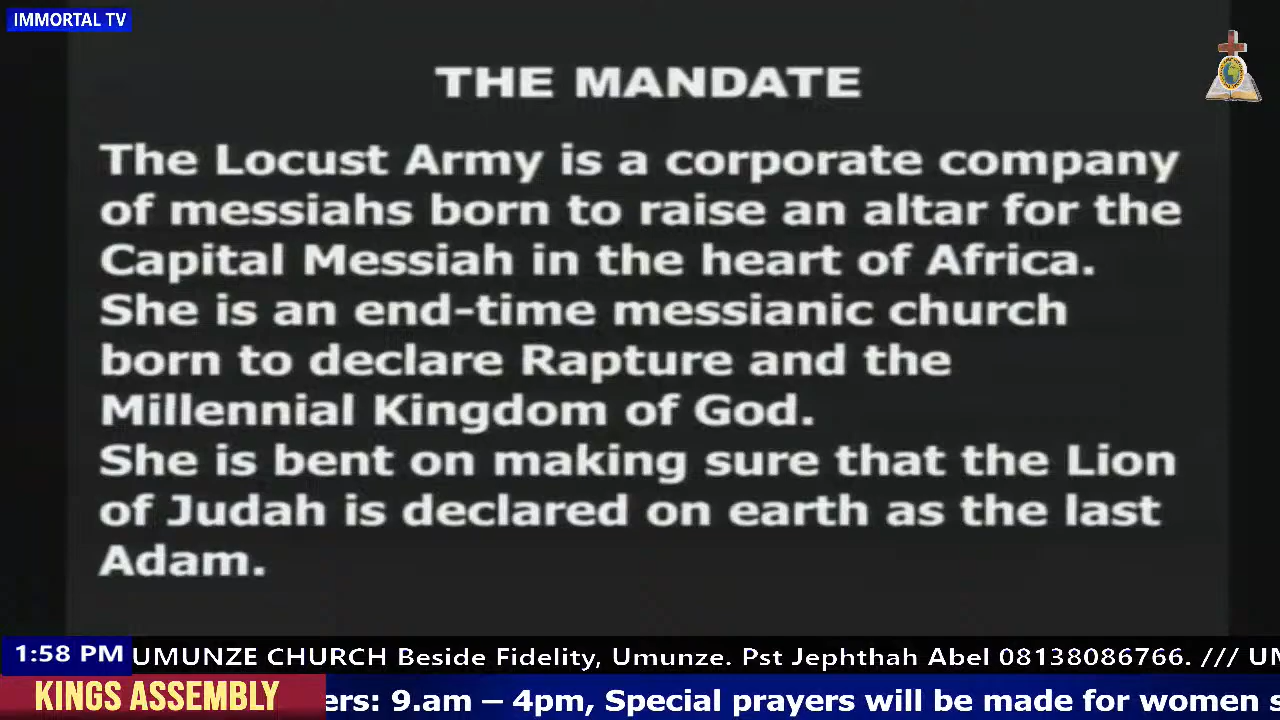 IMMORTAL TV
THE MANDATE
The Locust Army is a corporate company
of messiahs born to raise an altar for the
Capital Messiah in the heart of Africa.
She is an end-time messianic church
born to declare Rapture and the
Millennial Kingdom of God.
She is bent on making sure that the Lion
of Judah is declared on earth as the last
Adam.
1:58 PM UMUNZE CHURCH Beside Fidelity, Umunze. Pst Jephthah Abel 08138086766. /// UM
KINGS ASSEMBLY ers: 9.am – 4pm, Special prayers will be made for women s